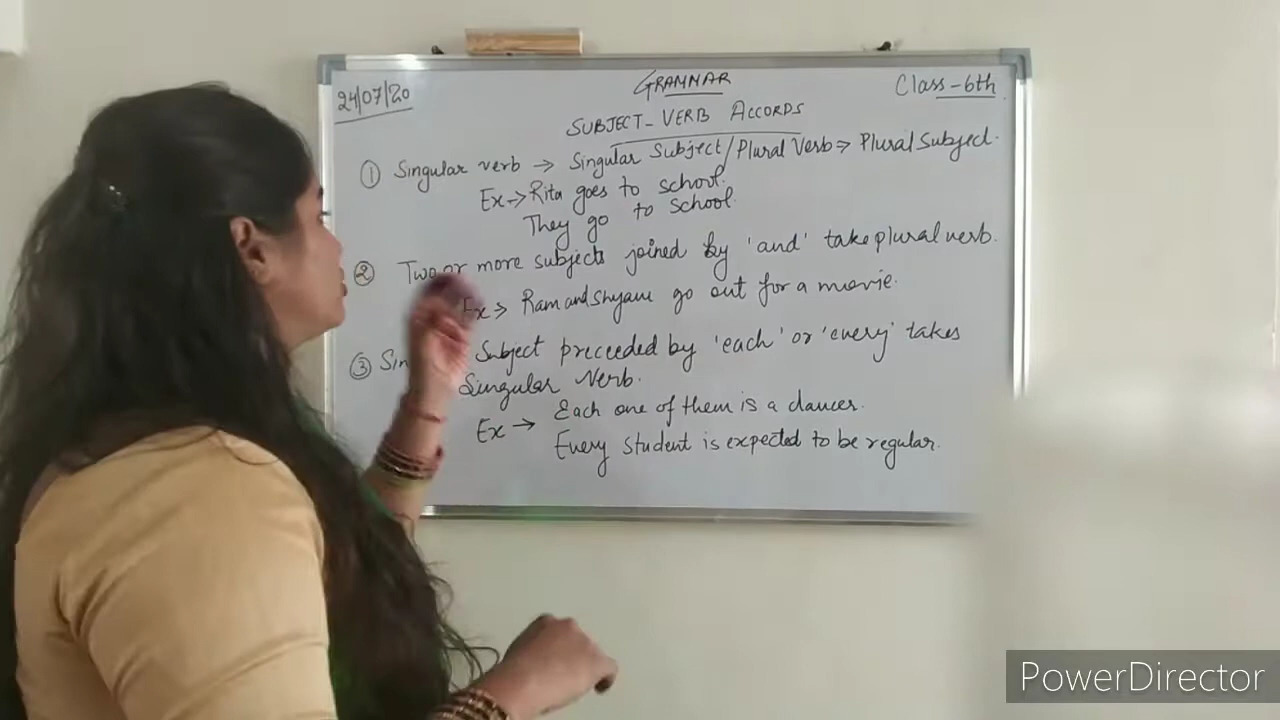 24/07/20
GRAMMAR
Class-6th
SUBJECT-VERB ACCORDS
① Singular verb → Singular Subject/Plural Verb ⇒ Plural Subject.
Ex → Rita goes to school.
They go to school.
② Two or more subjects joined by 'and' take plural verb.
Ex → Ram and Shyam go out for a movie.
③ Subject preceeded by 'each' or 'every' takes
Singular Verb.
Ex → Each one of them is a dancer.
Every student is expected to be regular.
PowerDirector